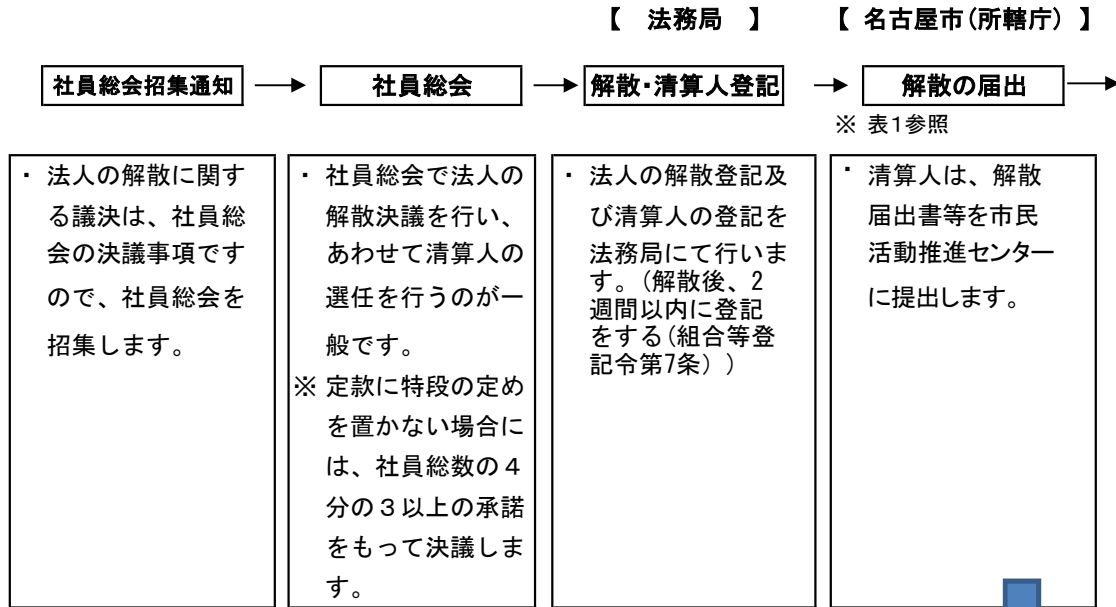 【　法務局　】
【 名古屋市(所轄庁) 】
社員総会招集通知
社員総会
解散・清算人登記
解散の届出
※ 表1参照
・ 法人の解散に関す
る議決は、社員総
会の決議事項です
ので、社員総会を
招集します。
・ 社員総会で法人の
解散決議を行い、
あわせて清算人の
選任を行うのが一
般です。
※ 定款に特段の定め
を置かない場合に
は、社員総数の４
分の３以上の承諾
をもって決議しま
す。
・ 法人の解散登記及
び清算人の登記を
法務局にて行いま
す。(解散後、2
週間以内に登記
をする(組合等登
記令第7条））
・ 清算人は、解散
届出書等を市民
活動推進センター
に提出します。